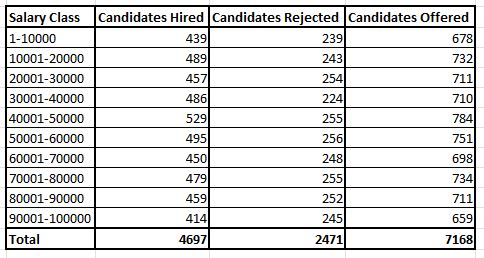 Salary Class Candidates Hired Candidates Rejected Candidates Offered
1-10000 439 239 678
10001-20000 489 243 732
20001-30000 457 254 711
30001-40000 486 224 710
40001-50000 529 255 784
50001-60000 495 256 751
60001-70000 450 248 698
70001-80000 479 255 734
80001-90000 459 252 711
90001-100000 414 245 659
Total 4697 2471 7168